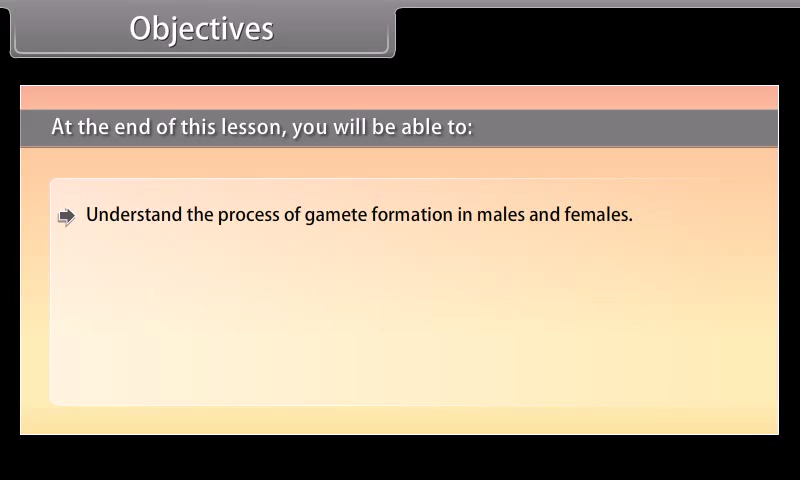 Objectives
At the end of this lesson, you will be able to:
Understand the process of gamete formation in males and females.